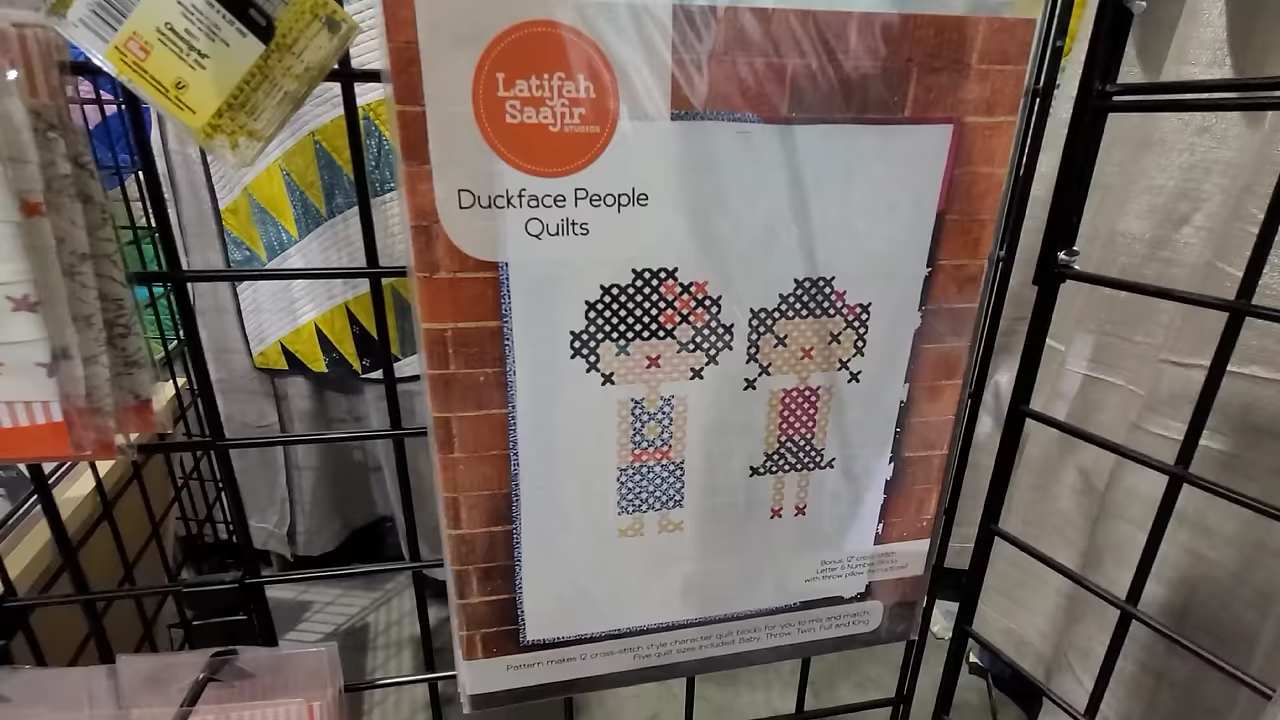 Latifah
Saafir
STUDIOS
Duckface People
Quilts
Bonus: 12" cross-stitch
Letter & Number Blocks
with throw pillow instructions!
Pattern makes 12 cross-stitch style character quilt blocks for you to mix and match.
Five quilt sizes included: Baby, Throw, Twin, Full and King